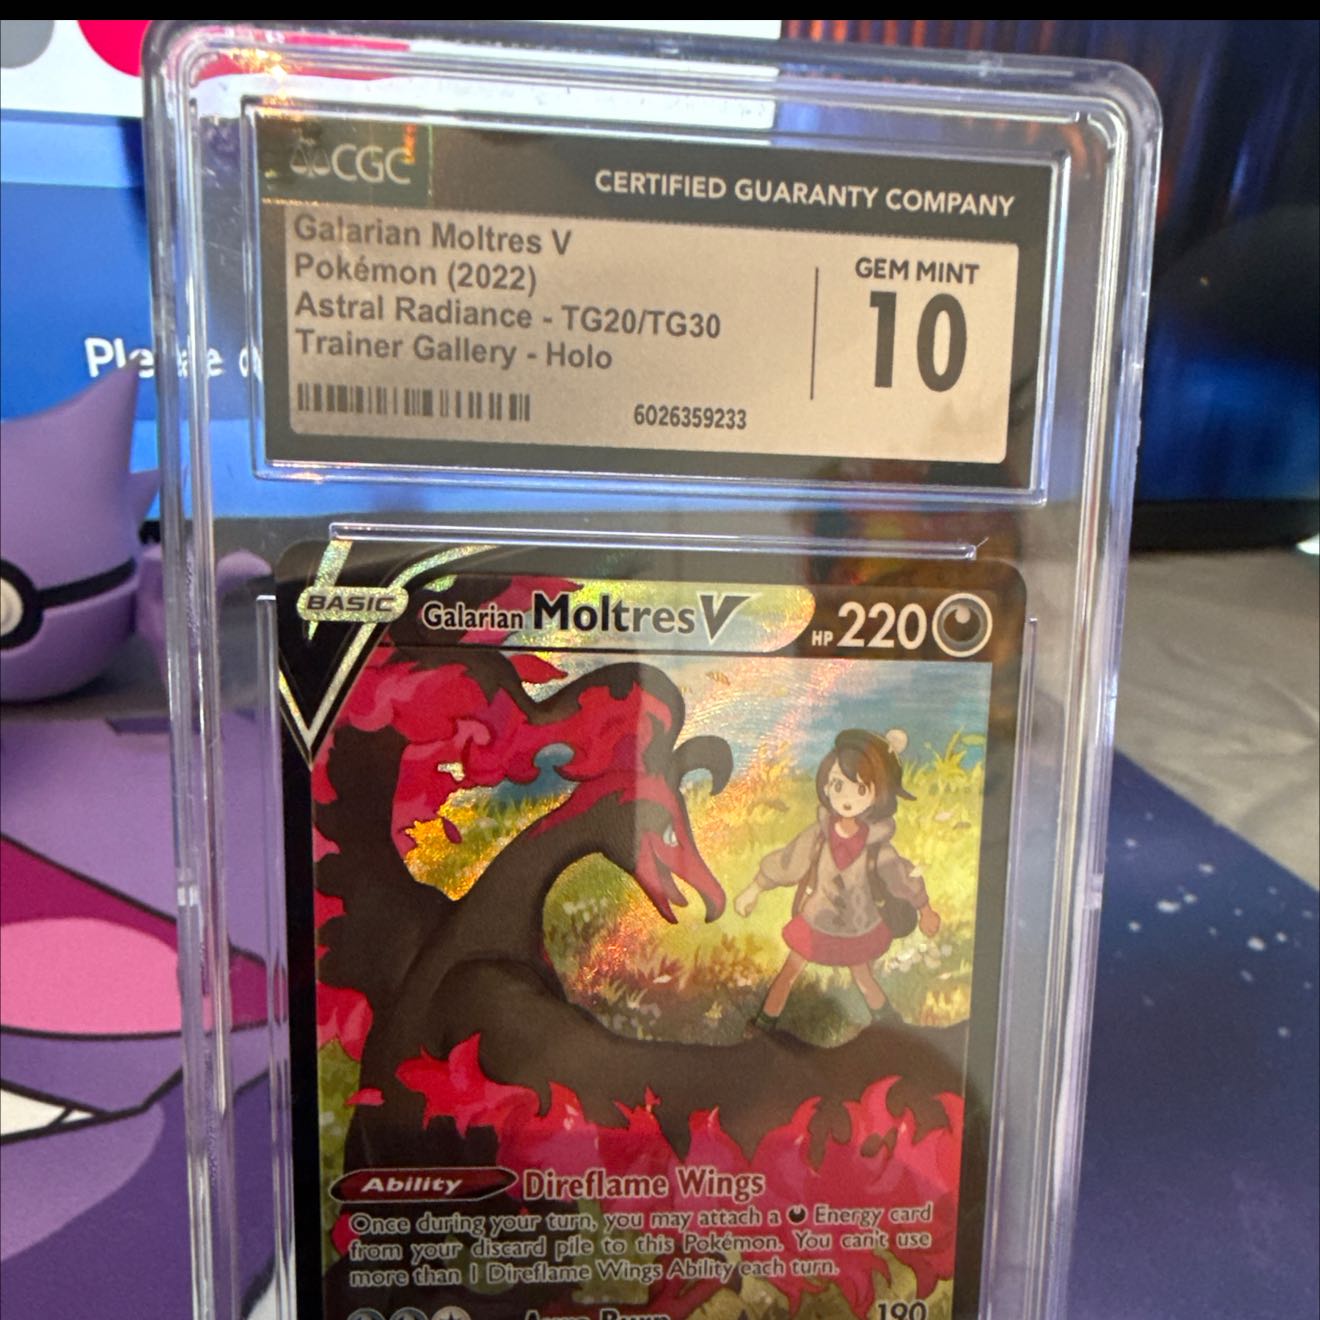 CGC
CERTIFIED GUARANTY COMPANY
Galarian Moltres V
Pokémon (2022)
Astral Radiance - TG20/TG30
Trainer Gallery - Holo
GEM MINT
10
6026359233
BASIC
Galarian Moltres V
HP 220
Ability Direflame Wings
Once during your turn, you may attach a Energy card
from your discard pile to this Pokémon. You can't use
more than 1 Direflame Wings Ability each turn.
190